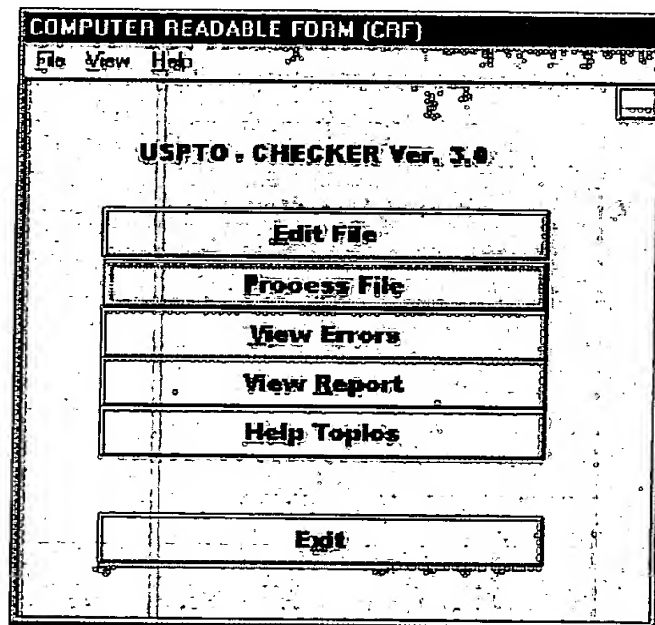 COMPUTER READABLE FORM (CRF)
File View Help
USPTO - CHECKER Ver. 3.0
Edit File
Process File
View Errors
View Report
Help Topics
Exit